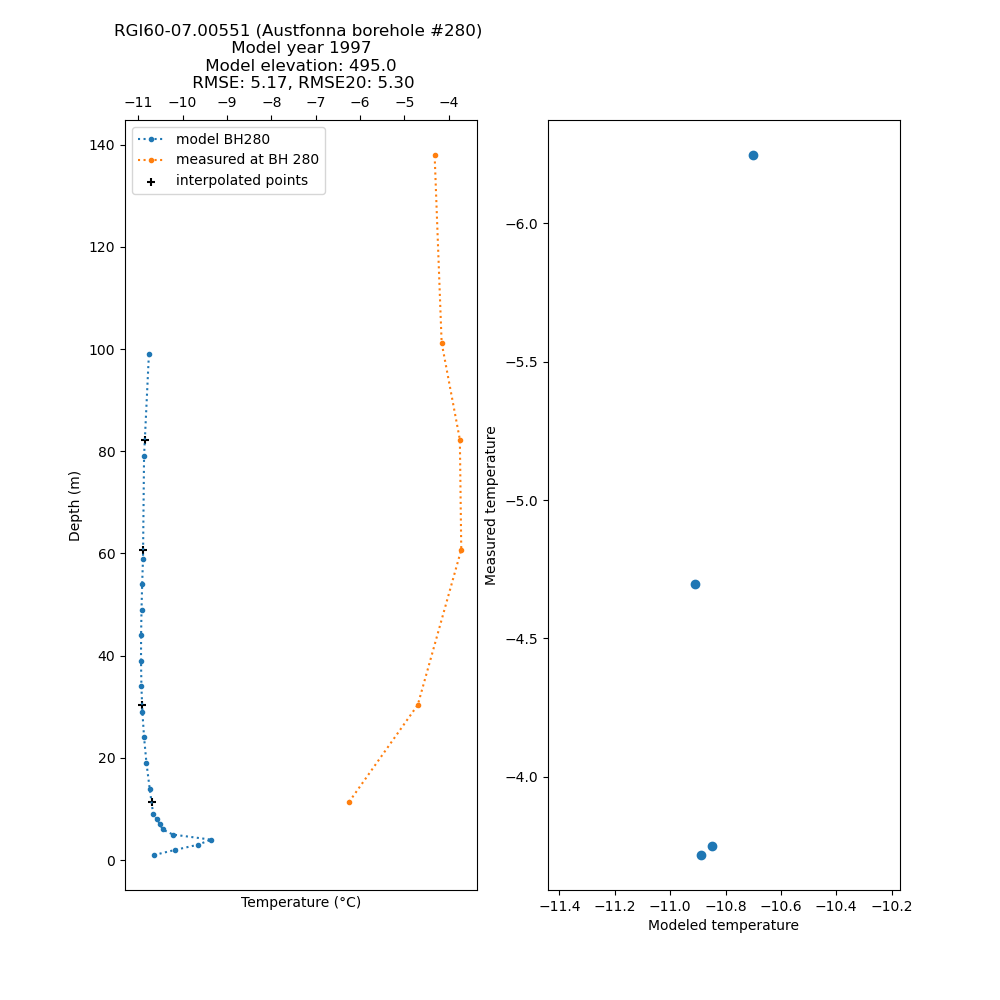 RGI60-07.00551 (Austfonna borehole #280)
Model year 1997
Model elevation: 495.0
RMSE: 5.17, RMSE20: 5.30
−11 −10 −9 −8 −7 −6 −5 −4
model BH280
measured at BH 280
interpolated points
140
120
100
80
60
40
20
0
Depth (m)
Temperature (°C)
−6.0
−5.5
−5.0
−4.5
−4.0
Measured temperature
−11.4 −11.2 −11.0 −10.8 −10.6 −10.4 −10.2
Modeled temperature